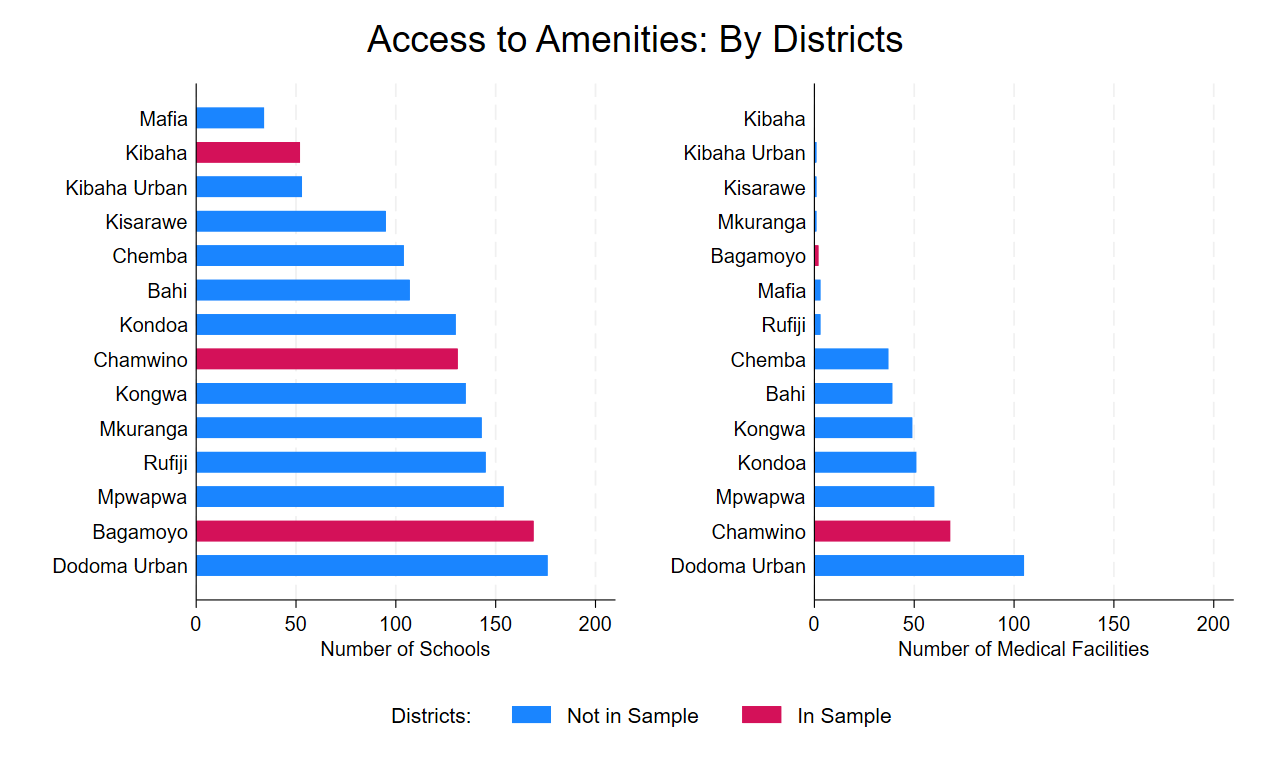 Access to Amenities: By Districts
Mafia
Kibaha
Kibaha Urban
Kisarawe
Chemba
Bahi
Kondoa
Chamwino
Kongwa
Mkuranga
Rufiji
Mpwapwa
Bagamoyo
Dodoma Urban
0 50 100 150 200
Number of Schools
Kibaha
Kibaha Urban
Kisarawe
Mkuranga
Bagamoyo
Mafia
Rufiji
Chemba
Bahi
Kongwa
Kondoa
Mpwapwa
Chamwino
Dodoma Urban
0 50 100 150 200
Number of Medical Facilities
Districts: Not in Sample In Sample